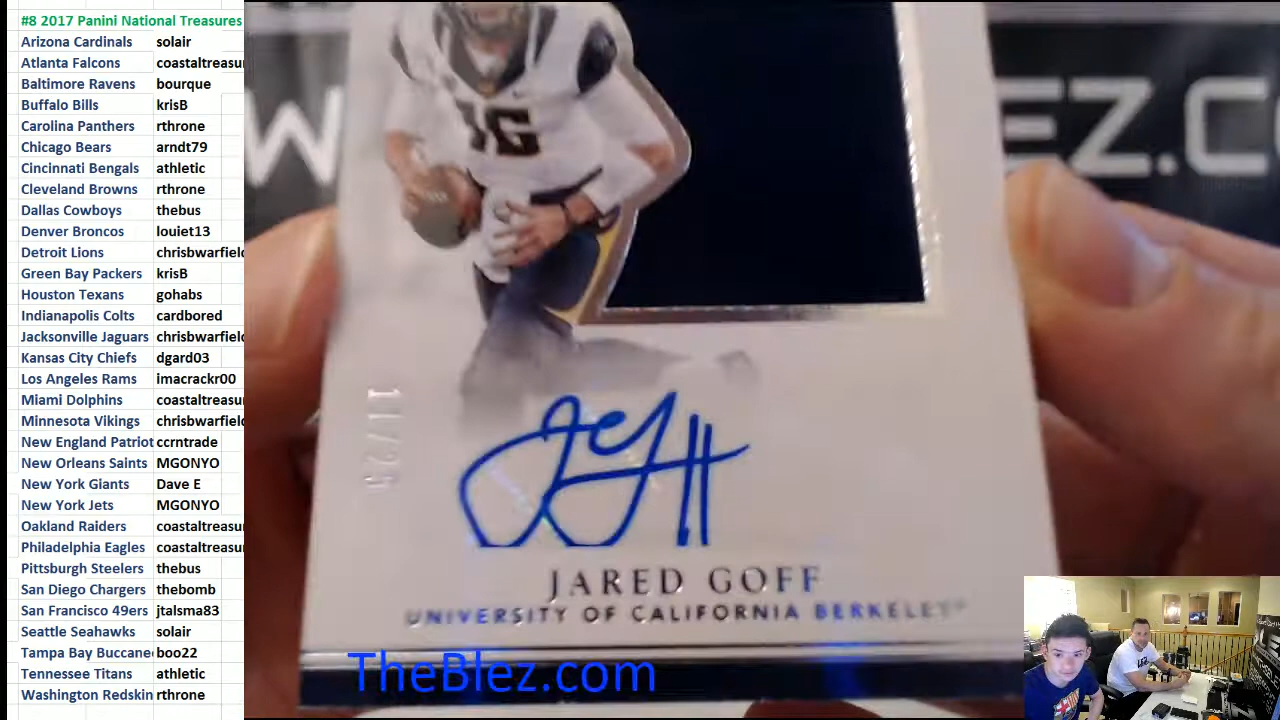 #8 2017 Panini National Treasures
Arizona Cardinals solair
Atlanta Falcons coastaltreasu
Baltimore Ravens bourque
Buffalo Bills krisB
Carolina Panthers rthrone
Chicago Bears arndt79
Cincinnati Bengals athletic
Cleveland Browns rthrone
Dallas Cowboys thebus
Denver Broncos louiet13
Detroit Lions chrisbwarfield
Green Bay Packers krisB
Houston Texans gohabs
Indianapolis Colts cardbored
Jacksonville Jaguars chrisbwarfield
Kansas City Chiefs dgard03
Los Angeles Rams imacrackr00
Miami Dolphins coastaltreasu
Minnesota Vikings chrisbwarfield
New England Patriot ccrntrade
New Orleans Saints MGONYO
New York Giants Dave E
New York Jets MGONYO
Oakland Raiders coastaltreasu
Philadelphia Eagles coastaltreasu
Pittsburgh Steelers thebus
San Diego Chargers thebomb
San Francisco 49ers jtalsma83
Seattle Seahawks solair
Tampa Bay Buccane boo22
Tennessee Titans athletic
Washington Redskin rthrone
W
EZ.C
16
11/25
JARED GOFF
UNIVERSITY OF CALIFORNIA BERKELEY
TheBlez.com